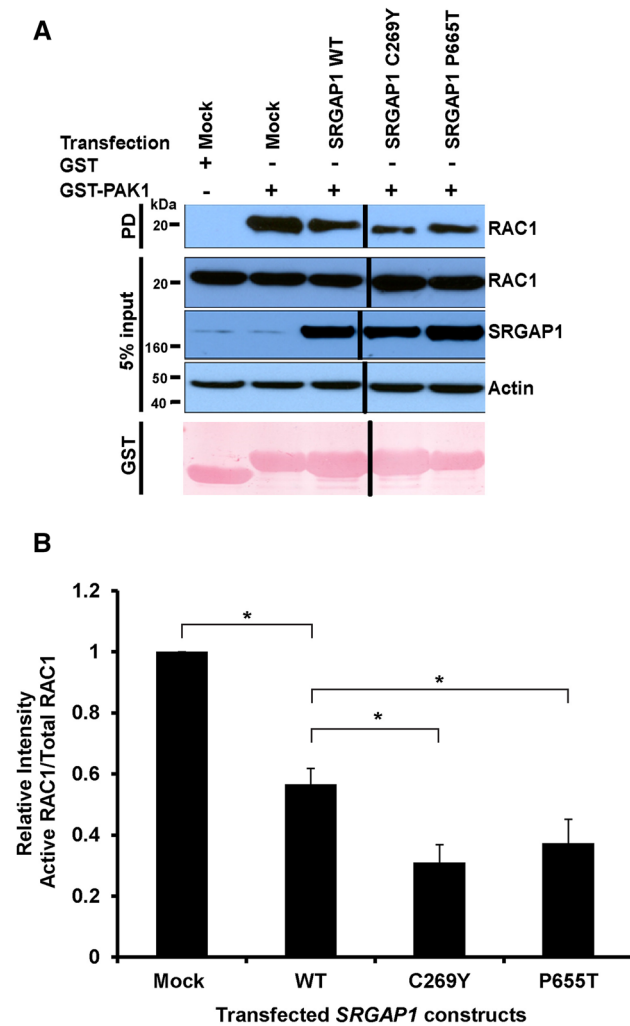 A
Transfection Mock Mock SRGAP1 WT SRGAP1 C269Y SRGAP1 P665T
GST + - - - -
GST-PAK1 - + + + +
kDa
PD 20 RAC1
5% input
20 RAC1
160 SRGAP1
50 Actin
40
GST
B
Relative Intensity
Active RAC1/Total RAC1
1.2
1
0.8
0.6
0.4
0.2
0
*
*
*
Mock WT C269Y P655T
Transfected SRGAP1 constructs